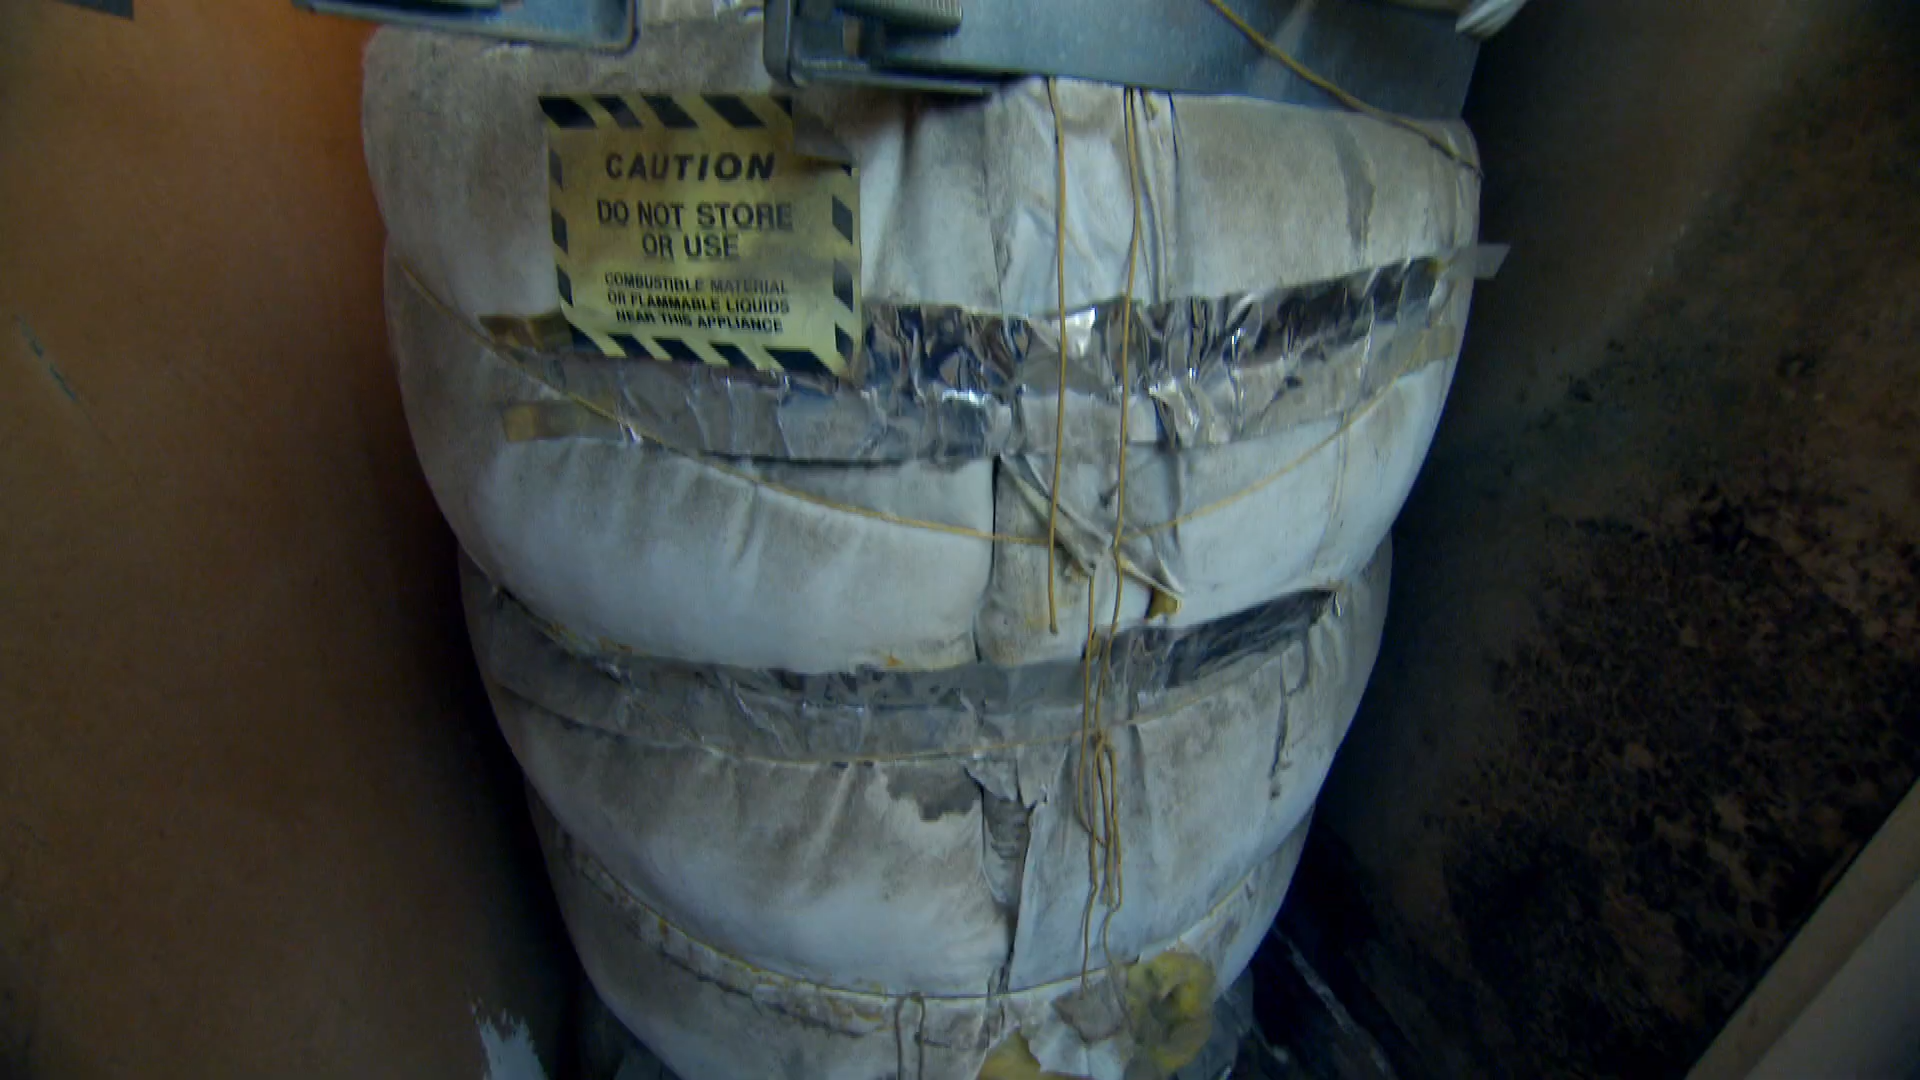 CAUTION
DO NOT STORE
OR USE
COMBUSTIBLE MATERIAL
OR FLAMMABLE LIQUIDS
NEAR THIS APPLIANCE